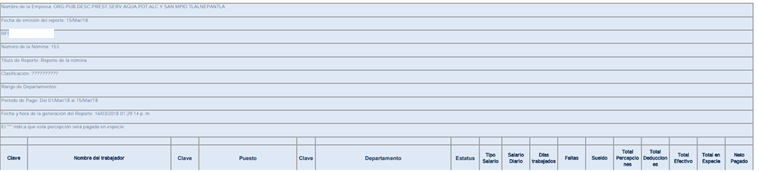 Nombre de la Empresa: ORG.PUB.DESC.PREST.SERV.AGUA.POT.ALC.Y SAN MPIO TLALNEPANTLA
Fecha de emisión del reporte: 15/Mar/18
RFC
Número de la Nómina: 153
Título de Reporte: Reporte de la nómina
Clasificación: ??????????
Rango de Departamentos:
Periodo de Pago: Del 01/Mar/18 al 15/Mar/18
Fecha y hora de la generación del Reporte: 16/03/2018 01:29:14 p. m.
El "*" indica que esta percepción será pagada en especie
Clave Nombre del trabajador Clave Puesto Clave Departamento Estatus Tipo Salario Salario Diario Días trabajados Faltas Sueldo Total Percepciones Total Deducciones Total Efectivo Total en Especie Neto Pagado